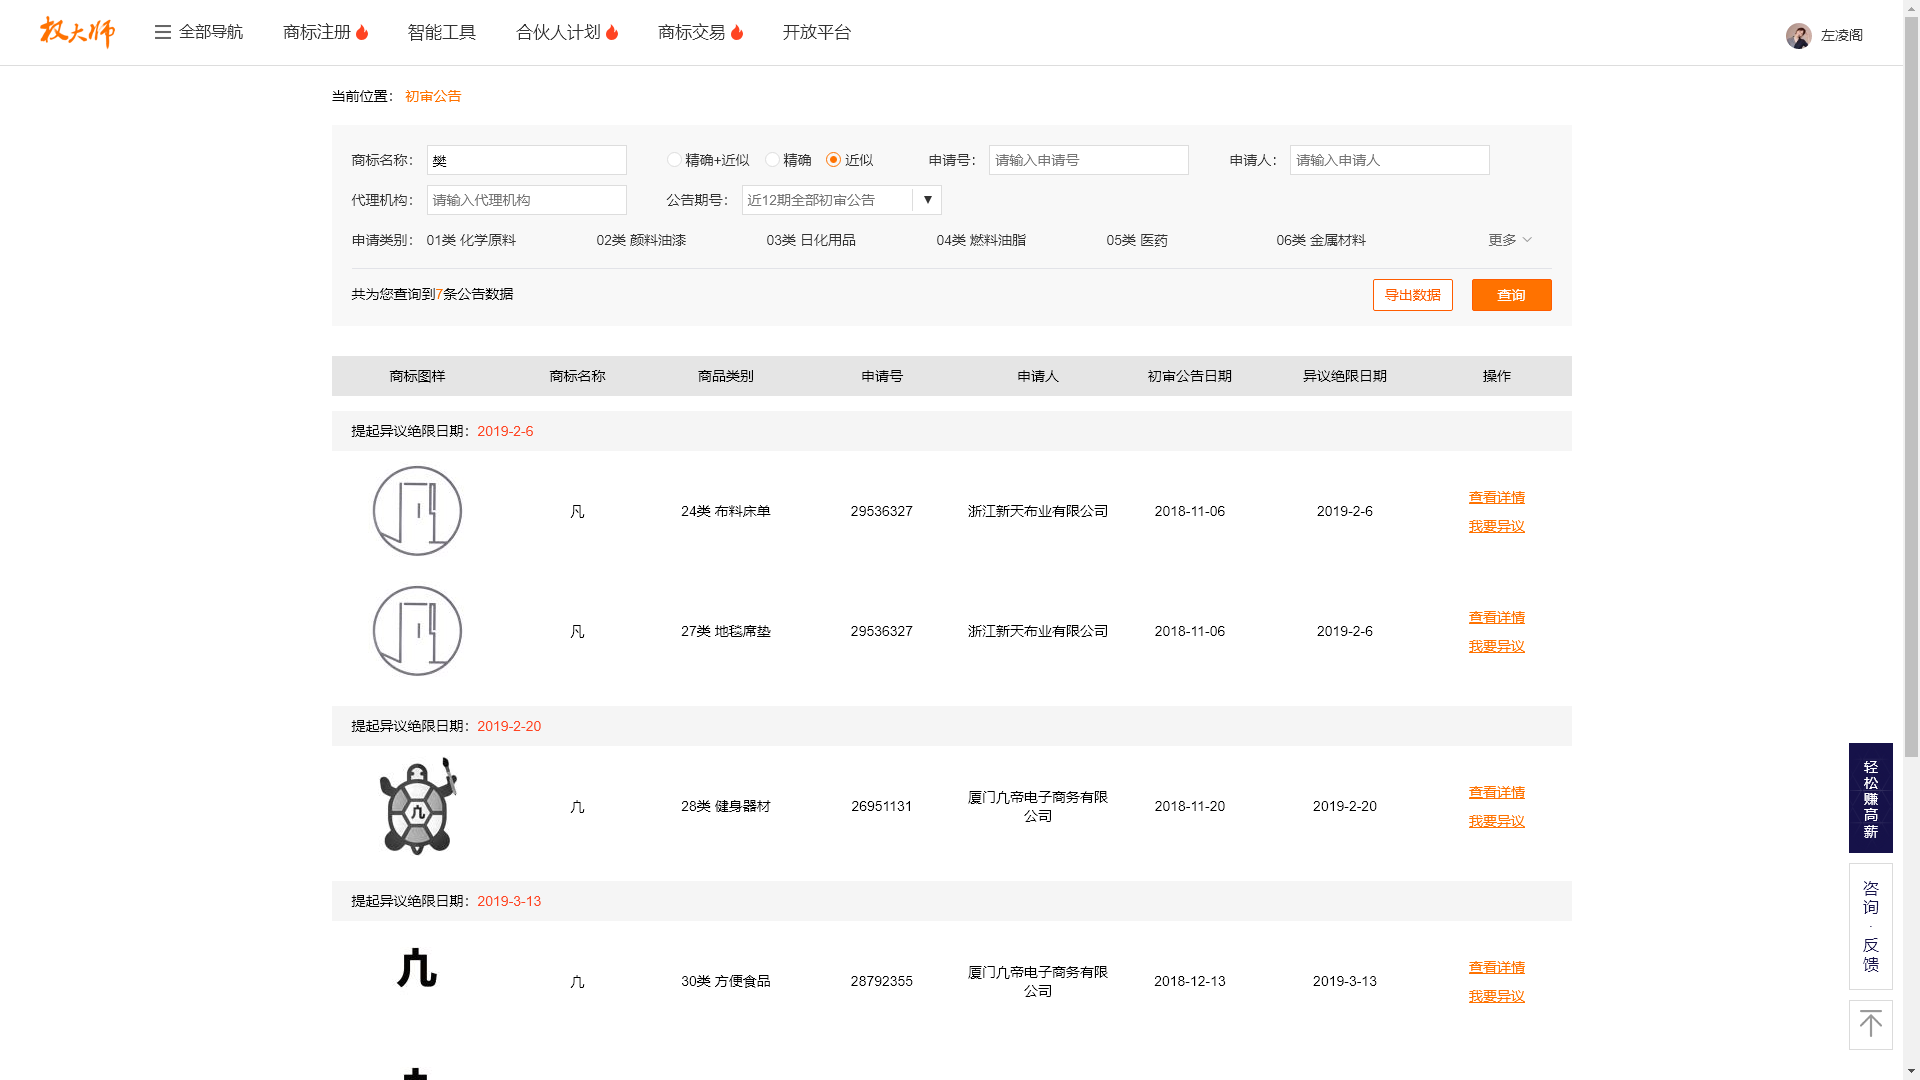 权大师 全部导航 商标注册 智能工具 合伙人计划 商标交易 开放平台 左凌阁
当前位置： 初审公告
商标名称： 樊 精确+近似 精确 近似 申请号： 请输入申请号 申请人： 请输入申请人
代理机构： 请输入代理机构 公告期号： 近12期全部初审公告 ▼
申请类别： 01类 化学原料 02类 颜料油漆 03类 日化用品 04类 燃料油脂 05类 医药 06类 金属材料 更多
共为您查询到7条公告数据 导出数据 查询
商标图样 商标名称 商品类别 申请号 申请人 初审公告日期 异议绝限日期 操作
提起异议绝限日期：2019-2-6
凡 24类 布料床单 29536327 浙江新天布业有限公司 2018-11-06 2019-2-6 查看详情
我要异议
凡 27类 地毯席垫 29536327 浙江新天布业有限公司 2018-11-06 2019-2-6 查看详情
我要异议
提起异议绝限日期：2019-2-20
凢 凢 28类 健身器材 26951131 厦门凢帝电子商务有限公司 2018-11-20 2019-2-20 查看详情
我要异议
提起异议绝限日期：2019-3-13
凢 凢 30类 方便食品 28792355 厦门凢帝电子商务有限公司 2018-12-13 2019-3-13 查看详情
我要异议
轻松赚高薪
咨询·反馈